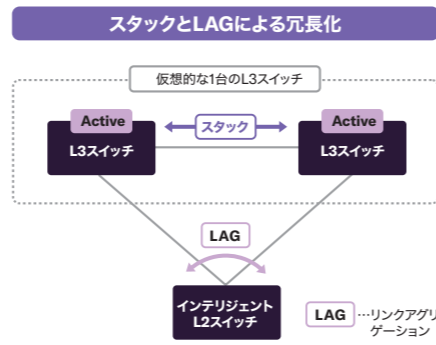 スタックとLAGによる冗長化
仮想的な1台のL3スイッチ
Active
スタック
Active
L3スイッチ
L3スイッチ
LAG
インテリジェント
L2スイッチ
LAG …リンクアグリ
ゲーション